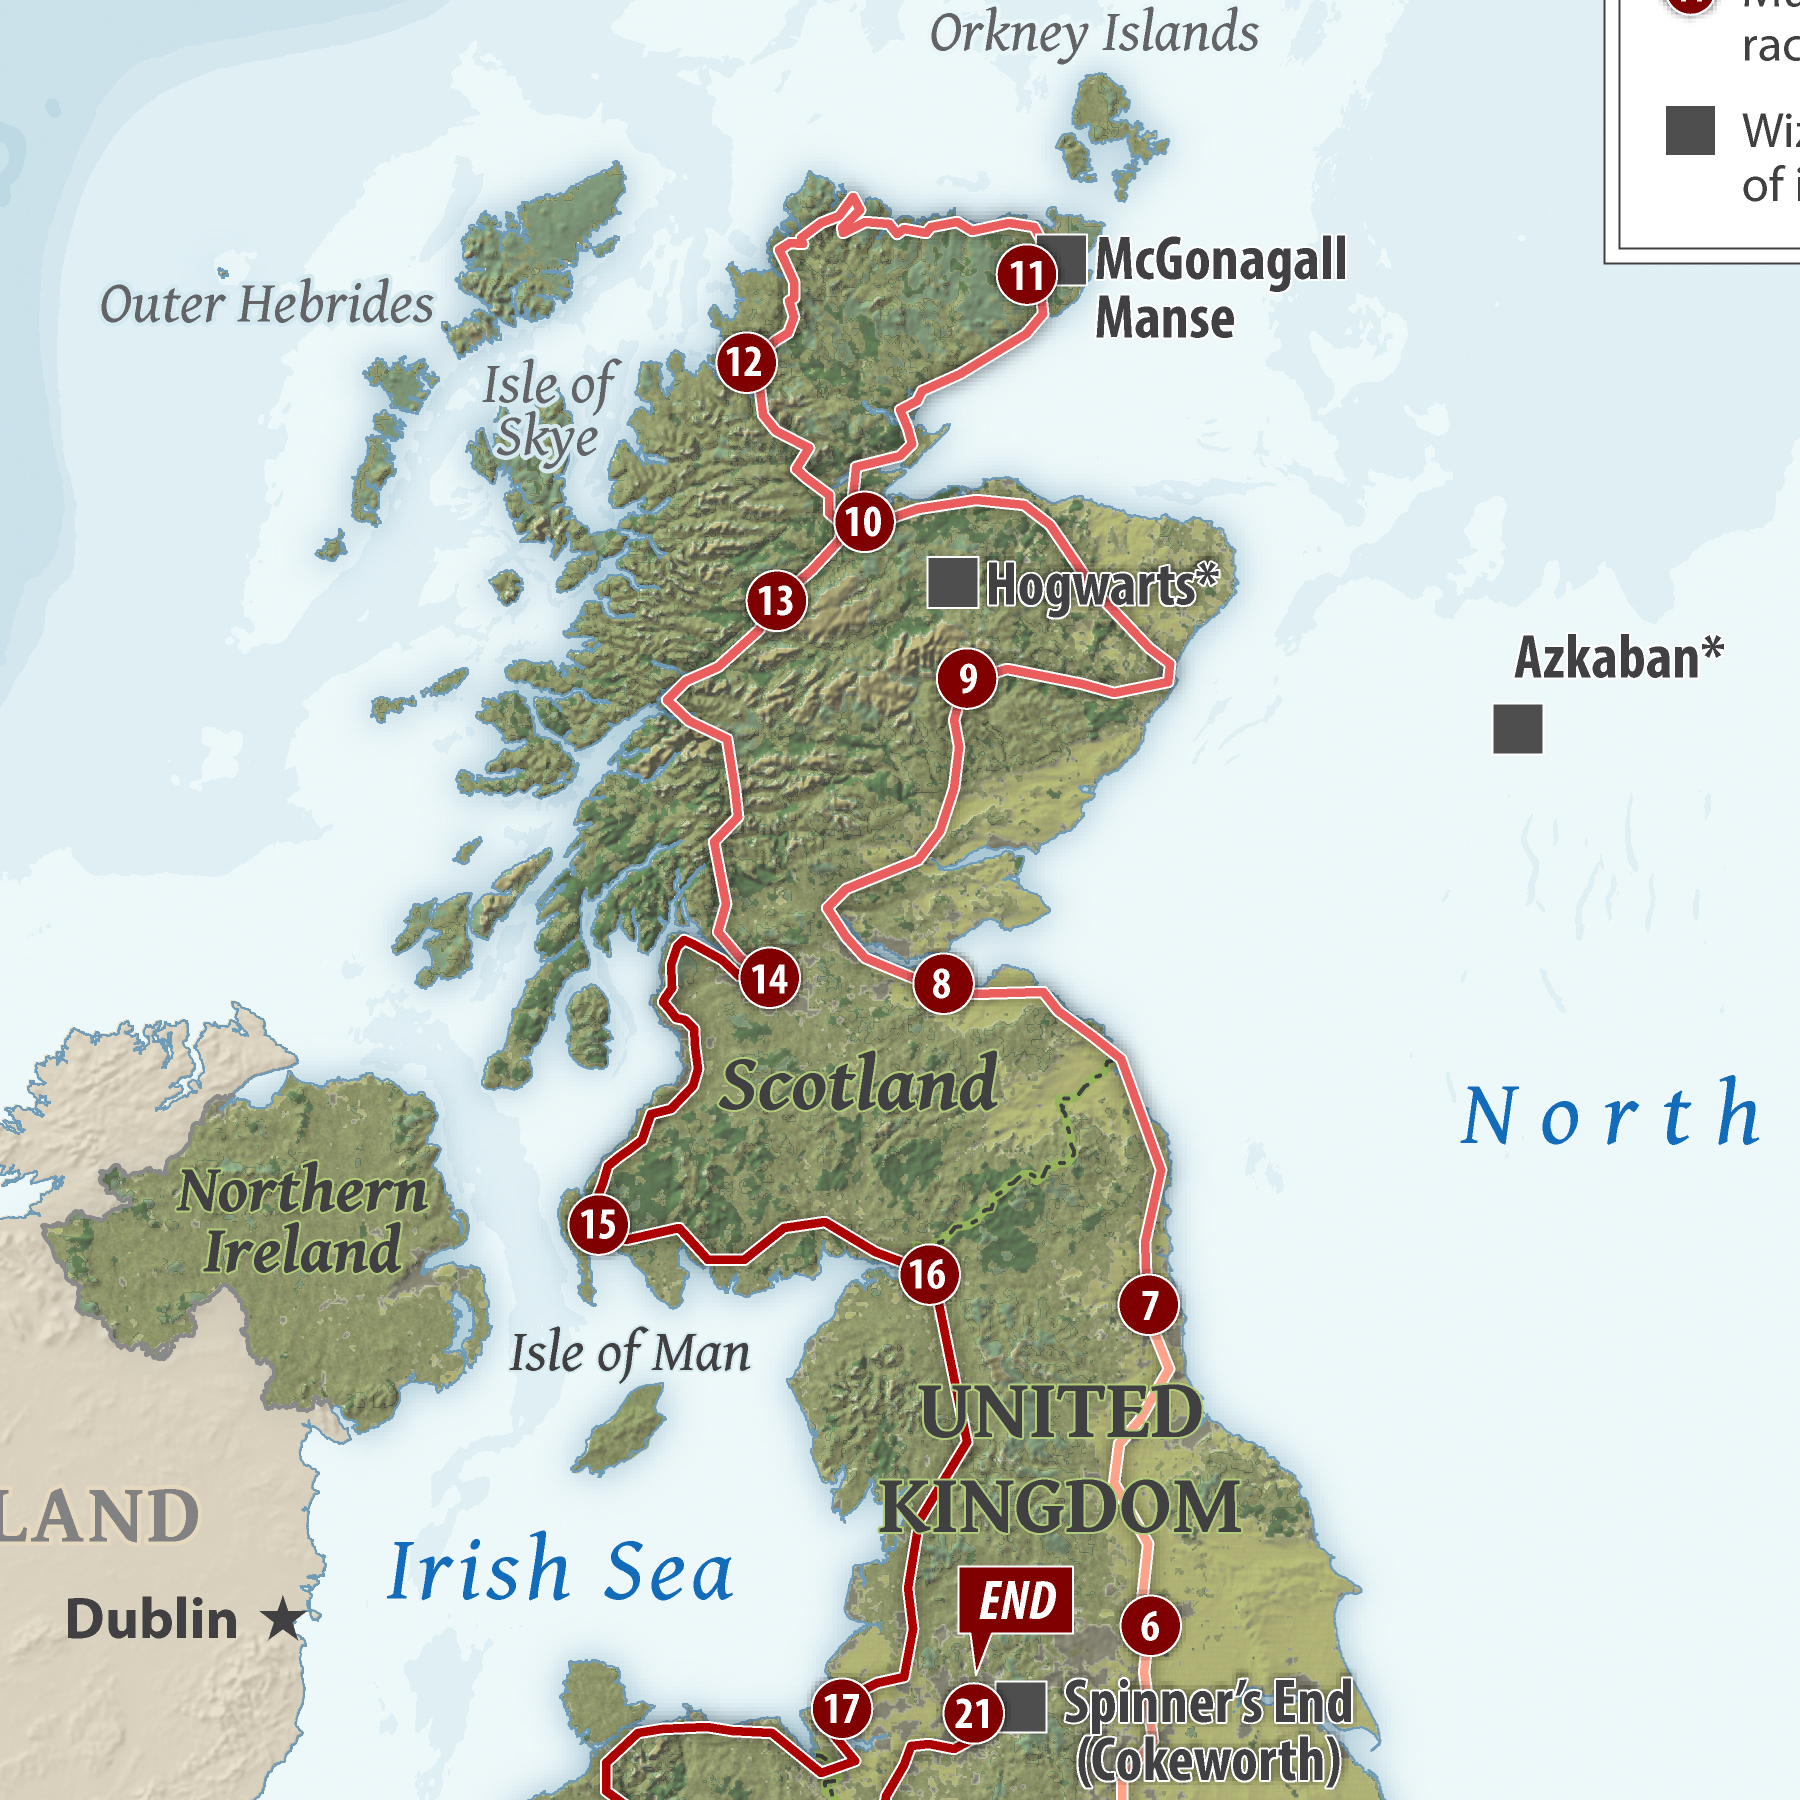 Orkney Islands
rac
Wiz
of i
McGonagall
Manse
11
Outer Hebrides
12
Isle of
Skye
10
Hogwarts*
13
Azkaban*
9
14
8
Scotland
North
Northern
Ireland
15
16
7
Isle of Man
UNITED
KINGDOM
LAND
Irish Sea
END
Dublin
6
17
21
Spinner's End
(Cokeworth)